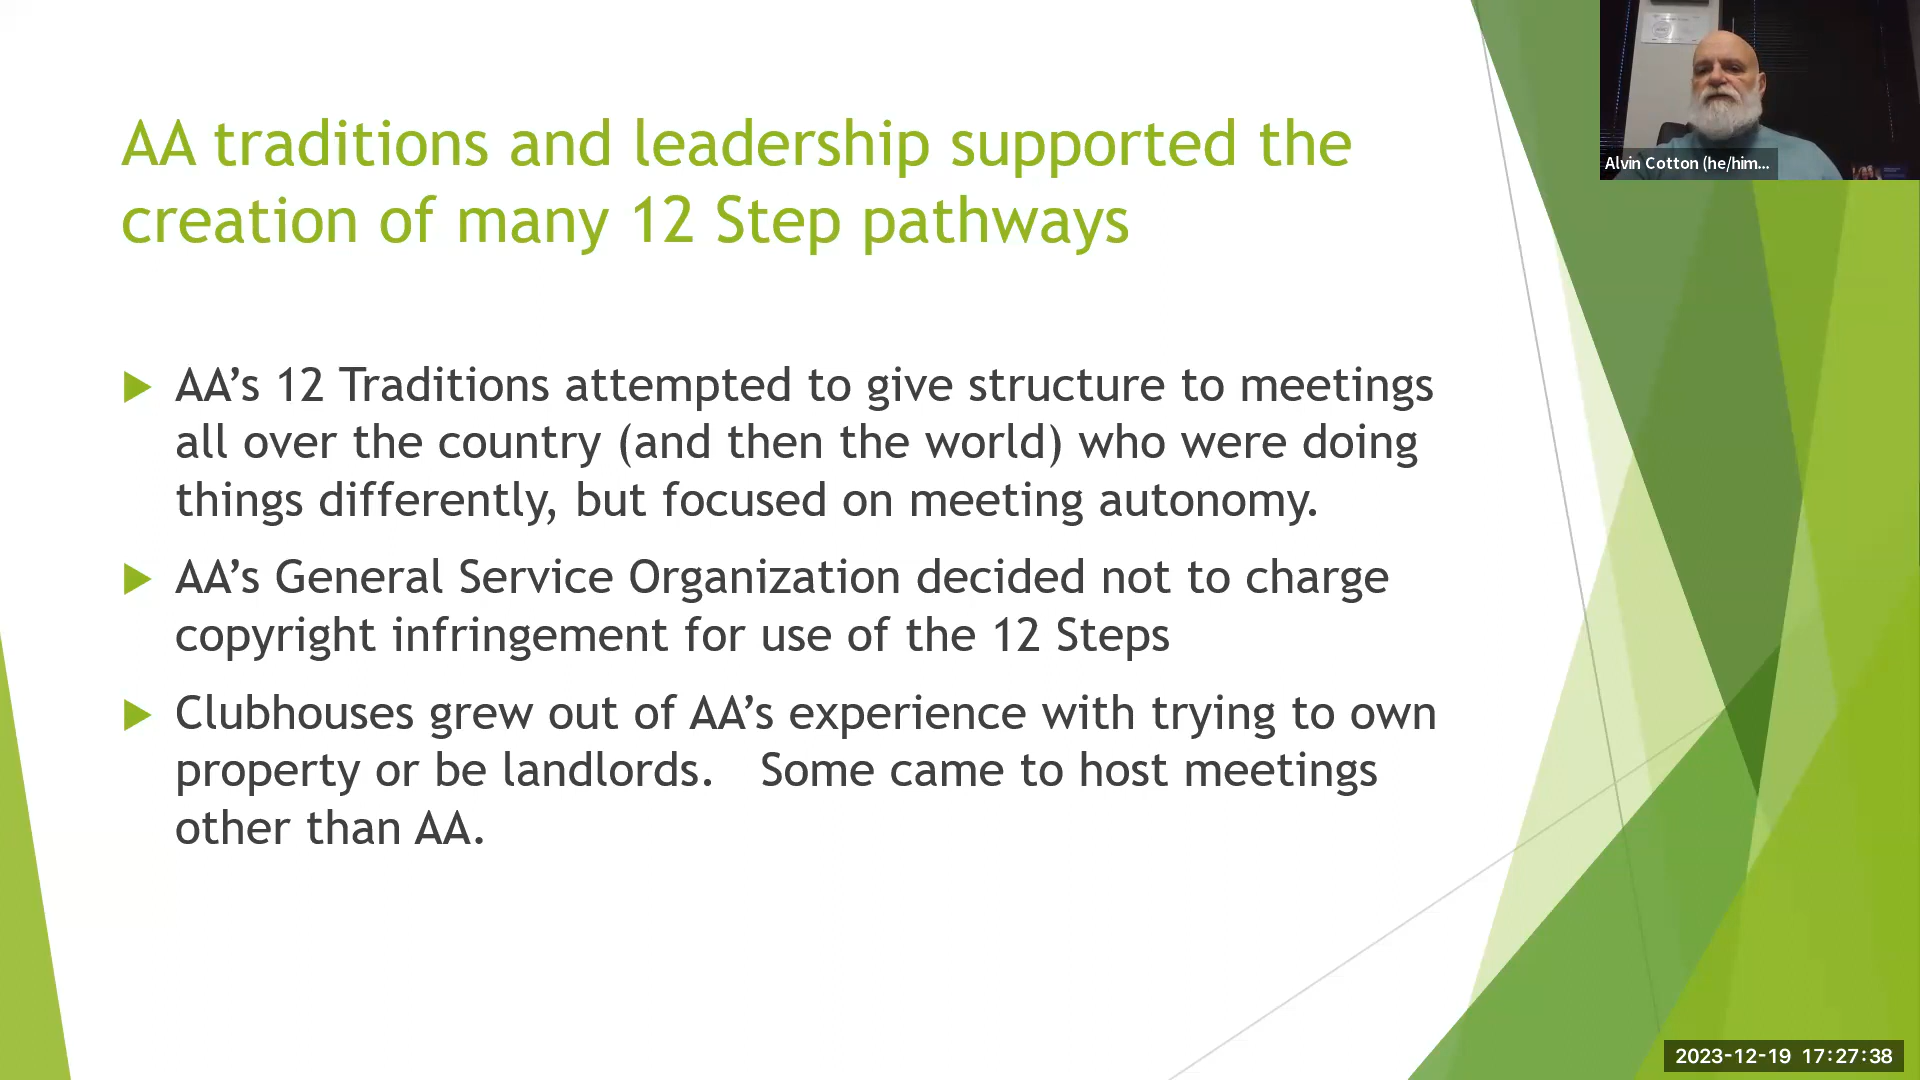 AA traditions and leadership supported the
creation of many 12 Step pathways
AA’s 12 Traditions attempted to give structure to meetings
all over the country (and then the world) who were doing
things differently, but focused on meeting autonomy.
AA’s General Service Organization decided not to charge
copyright infringement for use of the 12 Steps
Clubhouses grew out of AA’s experience with trying to own
property or be landlords.   Some came to host meetings
other than AA.
Alvin Cotton (he/him...
2023-12-19 17:27:38